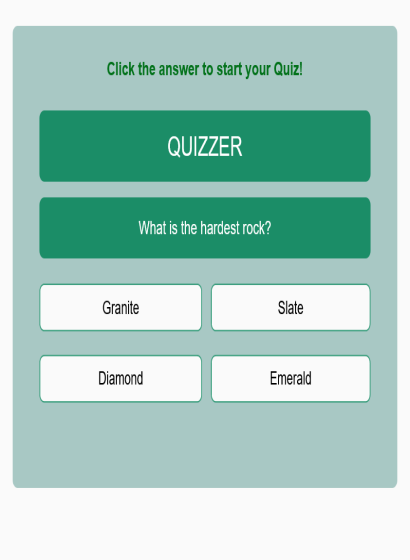 Click the answer to start your Quiz!
QUIZZER
What is the hardest rock?
Granite
Slate
Diamond
Emerald